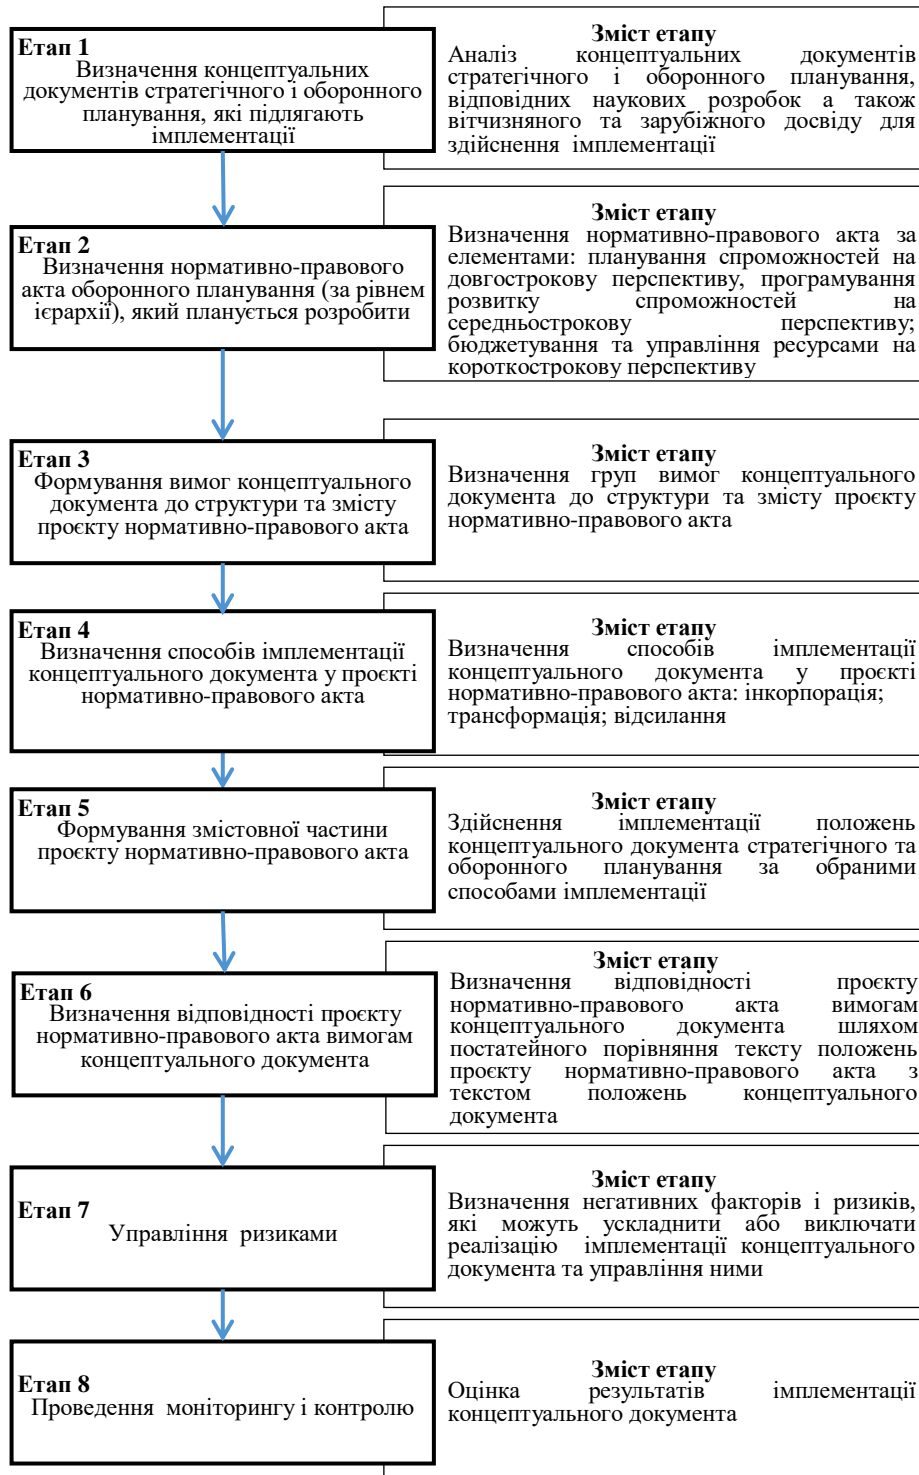 Етап 1
Визначення концептуальних
документів стратегічного і оборонного
планування, які підлягають
імплементації
Зміст етапу
Аналіз концептуальних документів
стратегічного і оборонного планування,
відповідних наукових розробок а також
вітчизняного та зарубіжного досвіду для
здійснення імплементації
Етап 2
Визначення нормативно-правового
акта оборонного планування (за рівнем
ієрархії), який планується розробити
Зміст етапу
Визначення нормативно-правового акта за
елементами: планування спроможностей на
довгострокову перспективу, програмування
розвитку спроможностей на
середньострокову перспективу;
бюджетування та управління ресурсами на
короткострокову перспективу
Етап 3
Формування вимог концептуального
документа до структури та змісту
проєкту нормативно-правового акта
Зміст етапу
Визначення груп вимог концептуального
документа до структури та змісту проєкту
нормативно-правового акта
Етап 4
Визначення способів імплементації
концептуального документа у проєкті
нормативно-правового акта
Зміст етапу
Визначення способів імплементації
концептуального документа у проєкті
нормативно-правового акта: інкорпорація;
трансформація; відсилання
Етап 5
Формування змістовної частини
проєкту нормативно-правового акта
Зміст етапу
Здійснення імплементації положень
концептуального документа стратегічного та
оборонного планування за обраними
способами імплементації
Етап 6
Визначення відповідності проєкту
нормативно-правового акта вимогам
концептуального документа
Зміст етапу
Визначення відповідності проєкту
нормативно-правового акта вимогам
концептуального документа шляхом
постатейного порівняння тексту положень
проєкту нормативно-правового акта з
текстом положень концептуального
документа
Етап 7
Управління ризиками
Зміст етапу
Визначення негативних факторів і ризиків,
які можуть ускладнити або виключати
реалізацію імплементації концептуального
документа та управління ними
Етап 8
Проведення моніторингу і контролю
Зміст етапу
Оцінка результатів імплементації
концептуального документа